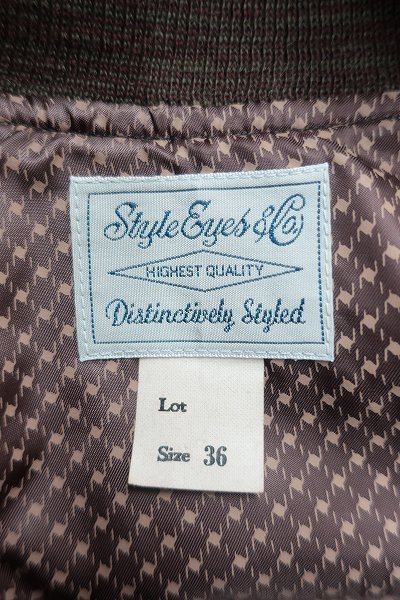 Style Eyes & Co
HIGHEST QUALITY
Distinctively Styled
Lot
Size 36